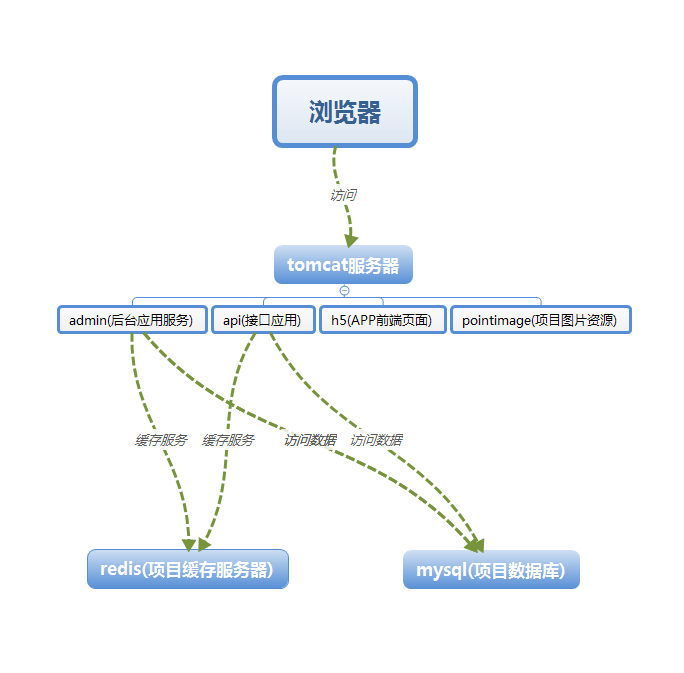 浏览器
访问
tomcat服务器
admin(后台应用服务)
api(接口应用)
h5(APP前端页面)
pointimage(项目图片资源)
缓存服务
缓存服务
访问数据
访问数据
redis(项目缓存服务器)
mysql(项目数据库)